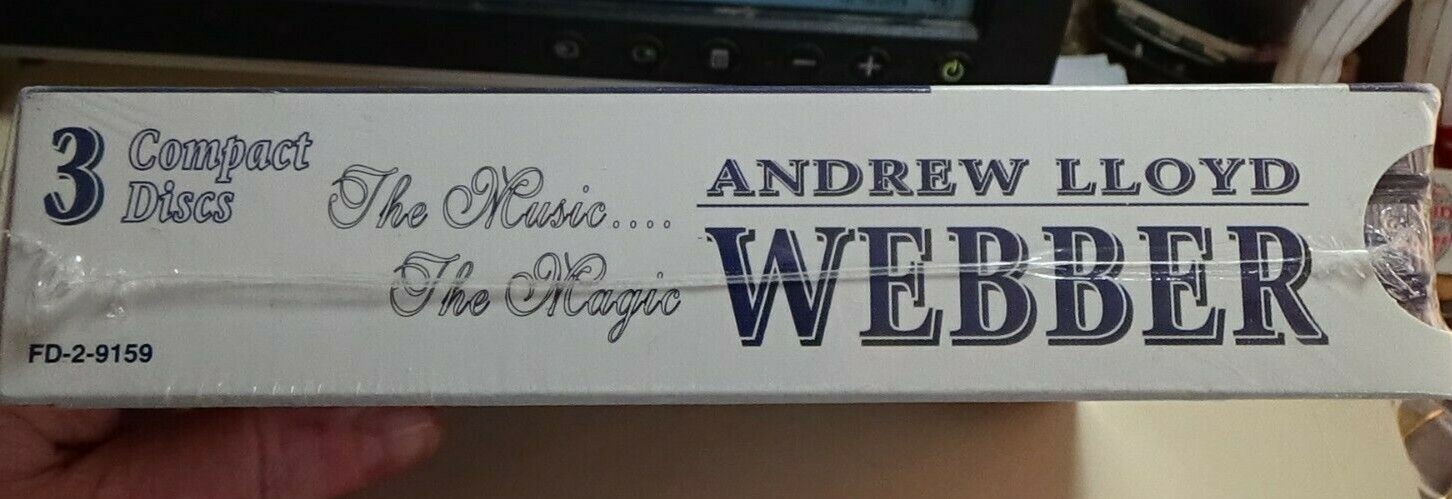 3 Compact
Discs
The Music....
The Magic
ANDREW LLOYD
WEBBER
FD-2-9159